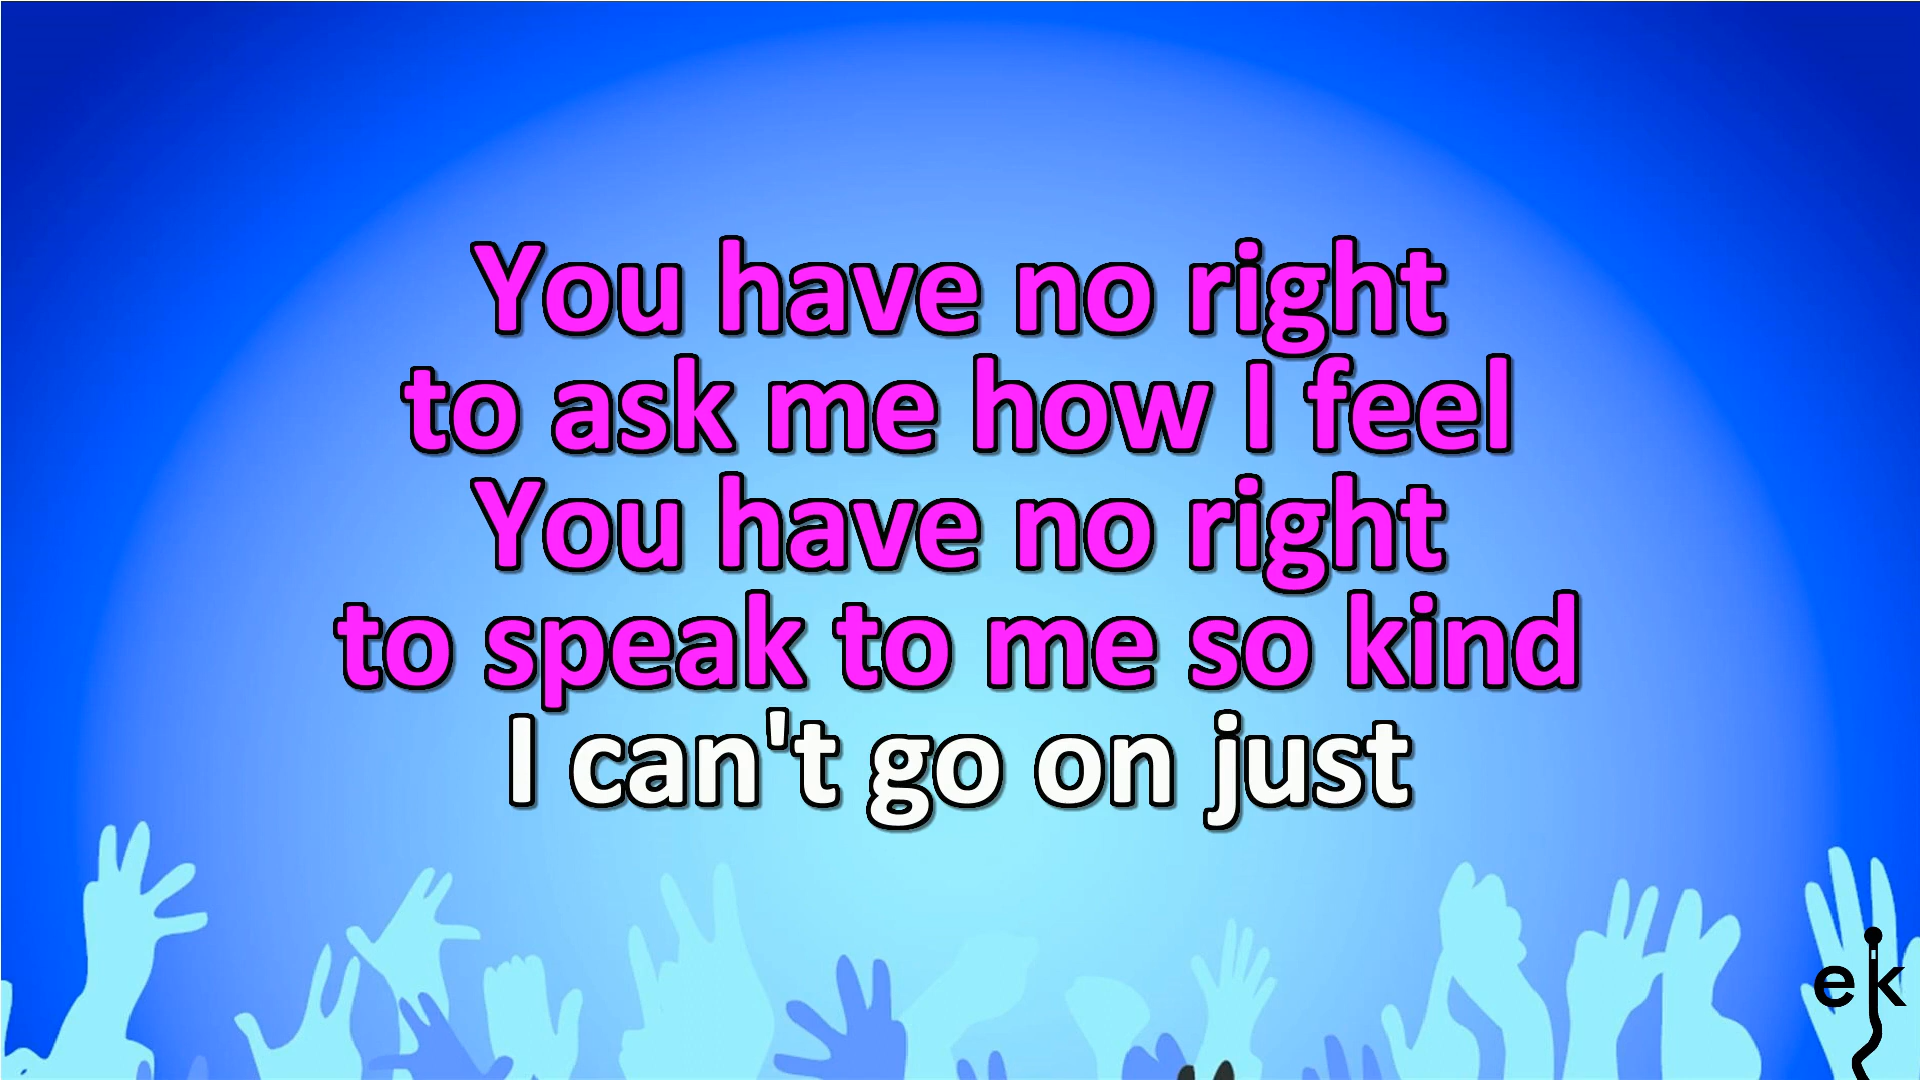 You have no right
to ask me how I feel
You have no right
to speak to me so kind
I can't go on just
ek